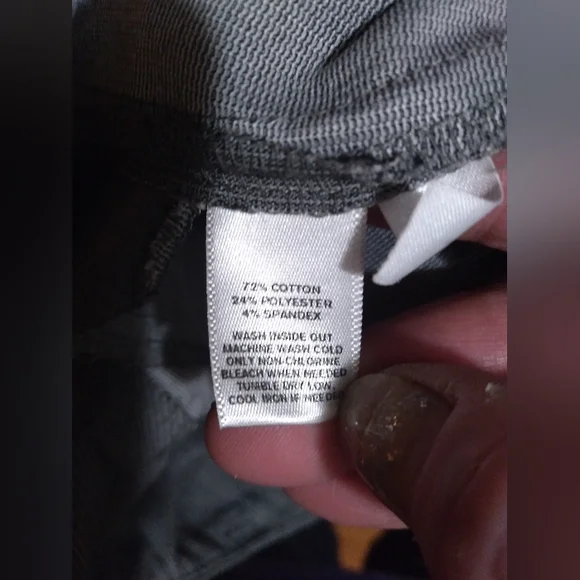 72% COTTON
24% POLYESTER
4% SPANDEX
WASH INSIDE OUT
MACHINE WASH COLD
ONLY NON-CHLORINE
BLEACH WHEN NEEDED
TUMBLE DRY LOW.
COOL IRON IF NEEDED